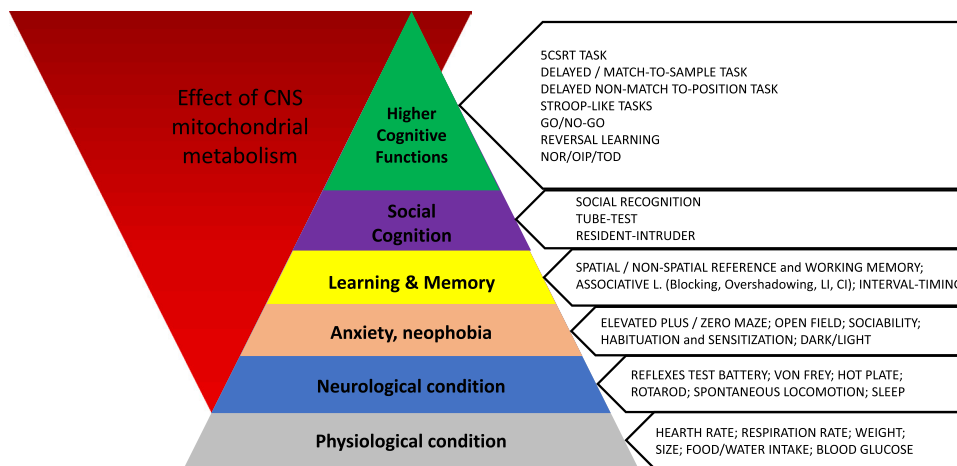 Effect of CNS
mitochondrial
metabolism
Higher
Cognitive
Functions
5CSRT TASK
DELAYED / MATCH-TO-SAMPLE TASK
DELAYED NON-MATCH TO-POSITION TASK
STROOP-LIKE TASKS
GO/NO-GO
REVERSAL LEARNING
NOR/OIP/TOD
Social
Cognition
SOCIAL RECOGNITION
TUBE-TEST
RESIDENT-INTRUDER
Learning & Memory
SPATIAL / NON-SPATIAL REFERENCE and WORKING MEMORY;
ASSOCIATIVE L. (Blocking, Overshadowing, LI, CI); INTERVAL-TIMING
Anxiety, neophobia
ELEVATED PLUS / ZERO MAZE; OPEN FIELD; SOCIABILITY;
HABITUATION and SENSITIZATION; DARK/LIGHT
Neurological condition
REFLEXES TEST BATTERY; VON FREY; HOT PLATE;
ROTAROD; SPONTANEOUS LOCOMOTION; SLEEP
Physiological condition
HEARTH RATE; RESPIRATION RATE; WEIGHT;
SIZE; FOOD/WATER INTAKE; BLOOD GLUCOSE